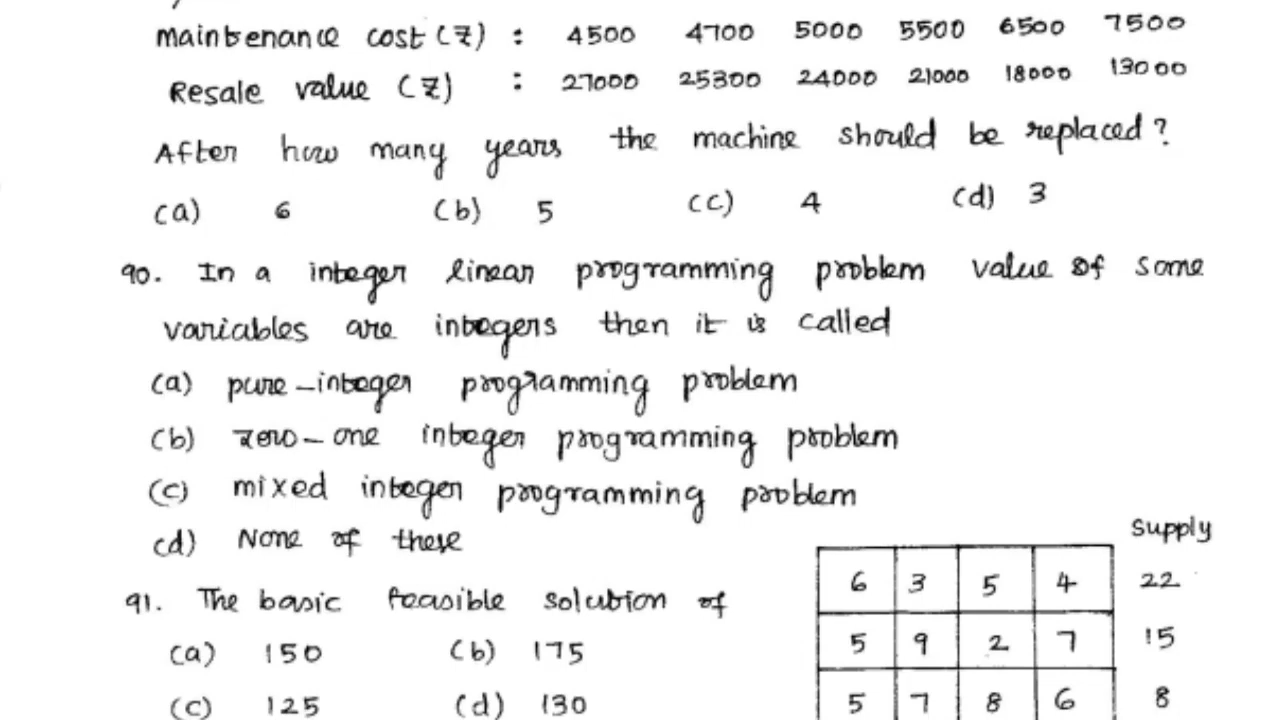 maintenance cost (₹) : 4500 4700 5000 5500 6500 7500
Resale value (₹) : 27000 25300 24000 21000 18000 13000
After how many years the machine should be replaced?
(a) 6 (b) 5 (c) 4 (d) 3
90. In a integer linear programming problem value of some
variables are integers then it is called
(a) pure-integer programming problem
(b) zero-one integer programming problem
(c) mixed integer programming problem
(d) None of these
91. The basic feasible solution of
(a) 150 (b) 175
(c) 125 (d) 130
Supply
6 3 5 4 22
5 9 2 7 15
5 7 8 6 8